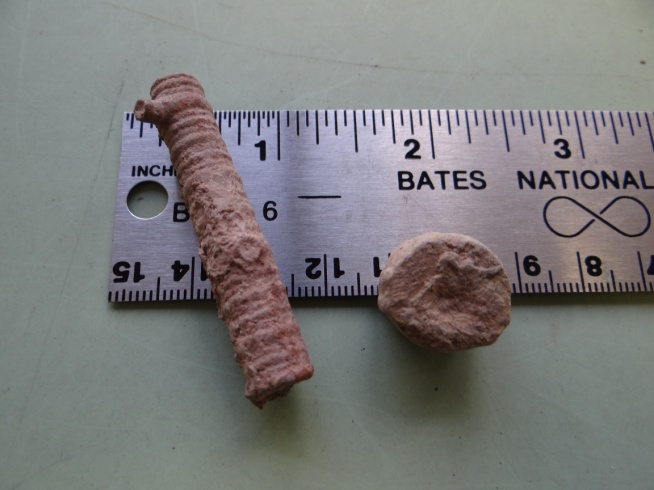 1 2 3
INCH
BATES NATIONAL
B 6
15 14 12 11 9 8